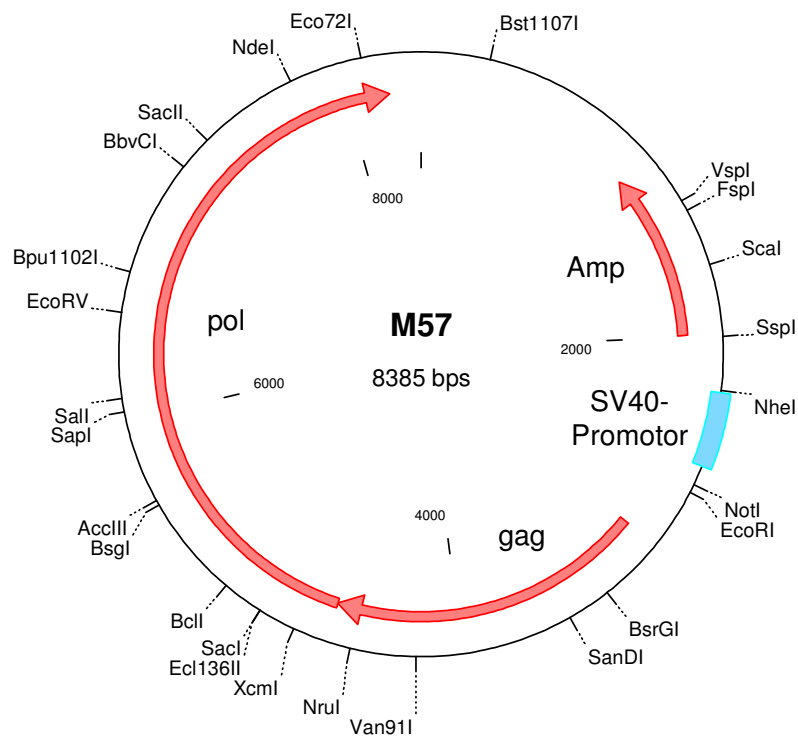 Eco72I
Bst1107I
NdeI
SacII
BbvCI
VspI
FspI
8000
ScaI
Amp
Bpu1102I
EcoRV
pol
M57
SspI
2000
8385 bps
6000
SV40-
Promotor
NheI
SalI
SapI
NotI
EcoRI
4000
gag
AccIII
BsgI
BclI
BsrGI
SacI
Ecl136II
SanDI
XcmI
NruI
Van91I